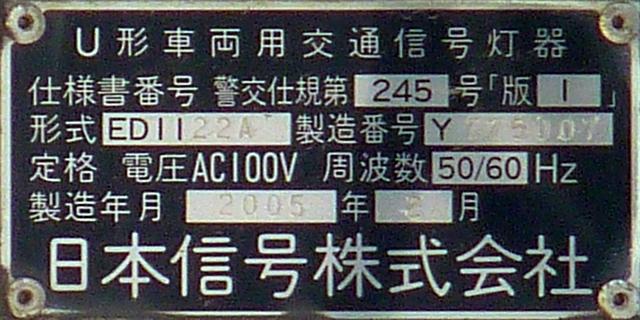 U形車両用交通信号灯器
仕様書番号 警交仕規第 245 号「版 1 」
形式 ED1122A 製造番号 Y
定格 電圧AC100V 周波数 50/60 Hz
製造年月 2005 年 2 月
日本信号株式会社